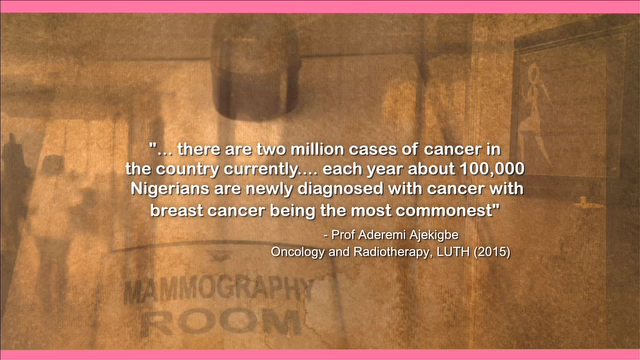 "... there are two million cases of cancer in
the country currently.... each year about 100,000
Nigerians are newly diagnosed with cancer with
breast cancer being the most commonest"
- Prof Aderemi Ajekigbe
Oncology and Radiotherapy, LUTH (2015)
MAMMOGRAPHY
ROOM